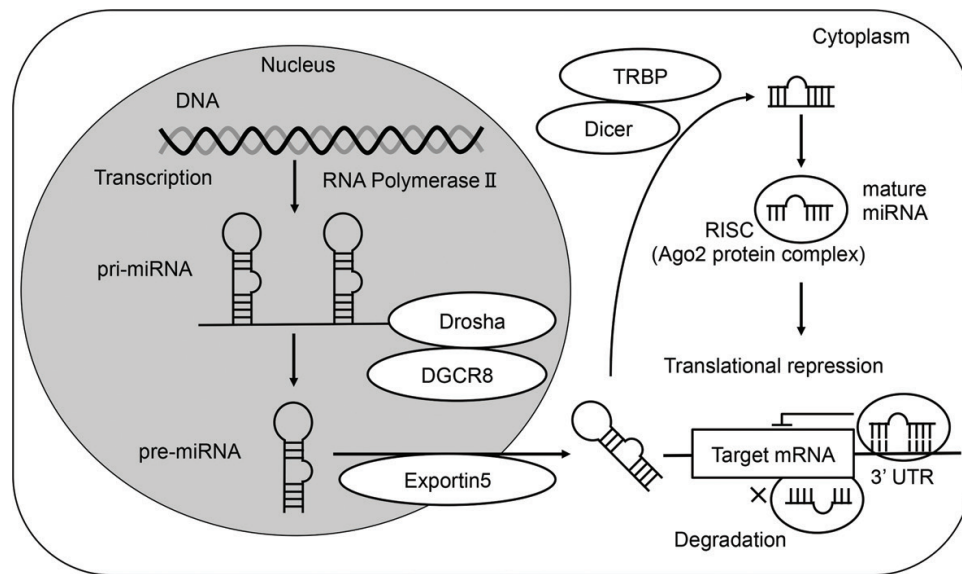 Cytoplasm
Nucleus
DNA
Transcription
RNA Polymerase Ⅱ
pri-miRNA
Drosha
DGCR8
pre-miRNA
Exportin5
TRBP
Dicer
mature
miRNA
RISC
(Ago2 protein complex)
Translational repression
Target mRNA
3' UTR
Degradation